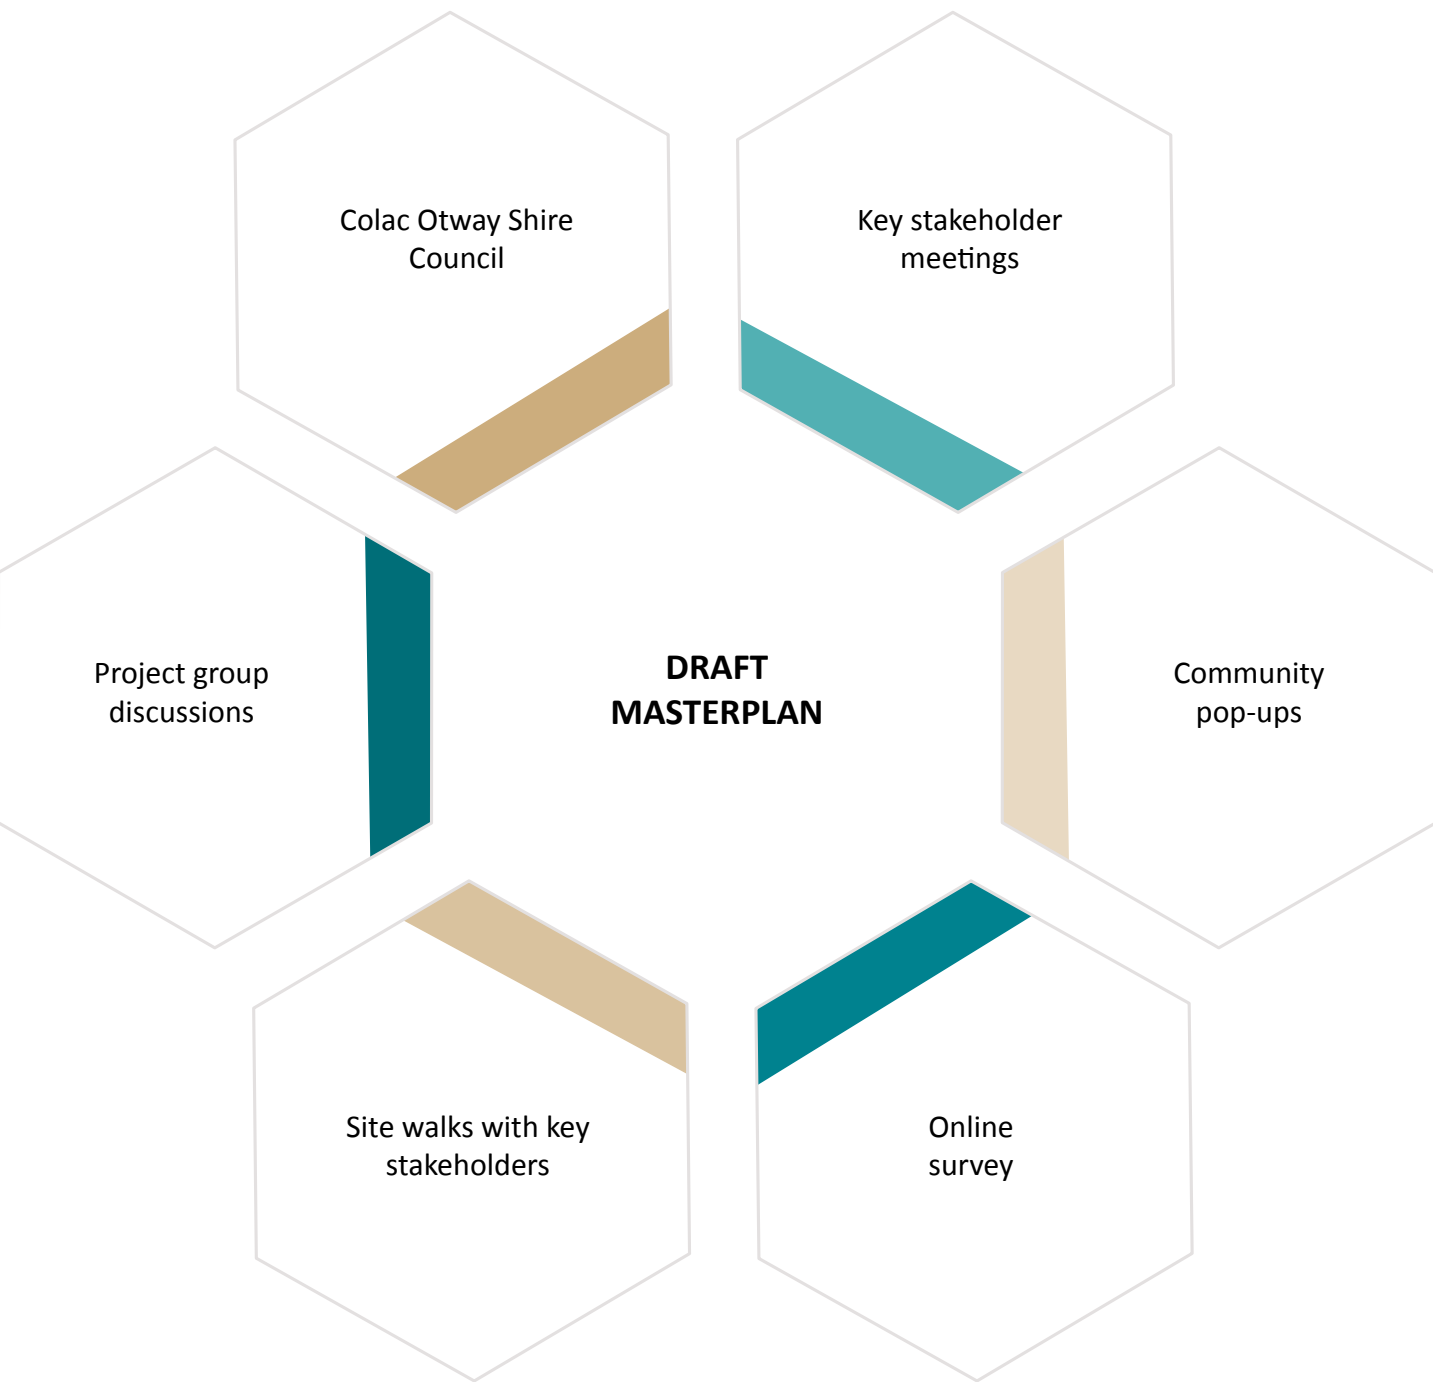 Colac Otway Shire
Council
Key stakeholder
meetings
Project group
discussions
DRAFT
MASTERPLAN
Community
pop-ups
Site walks with key
stakeholders
Online
survey